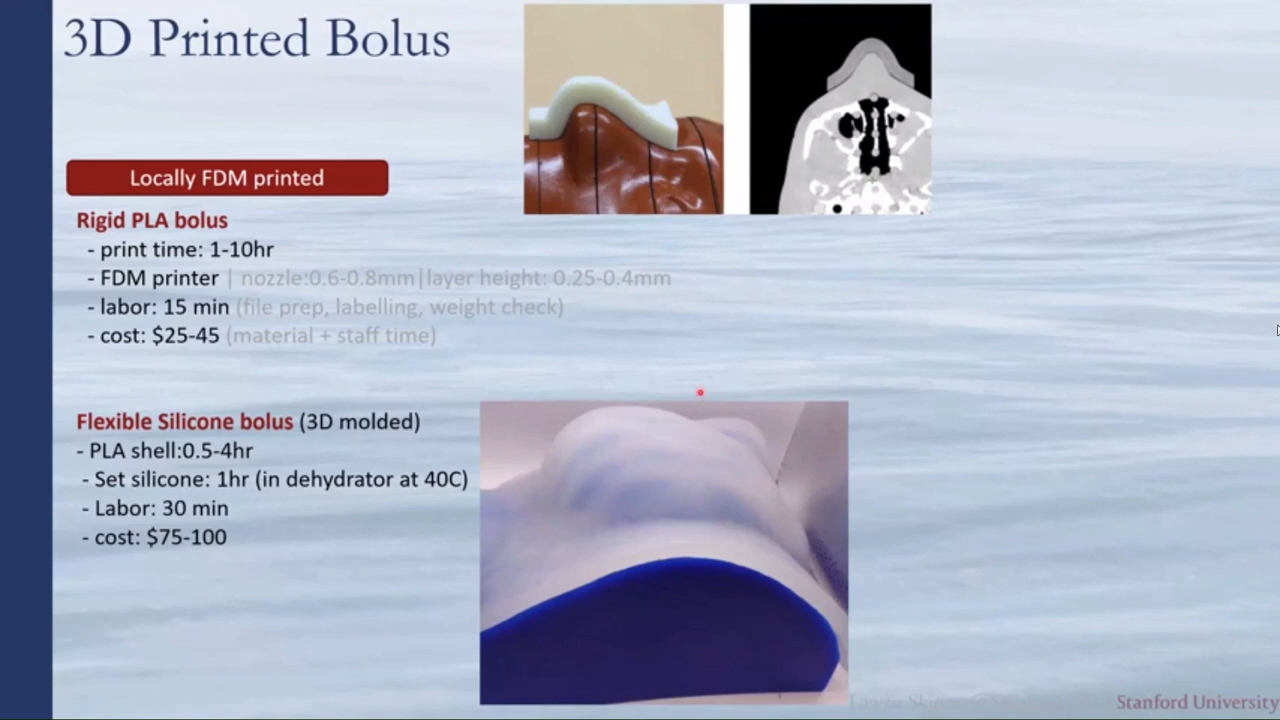 3D Printed Bolus
Locally FDM printed
Rigid PLA bolus
- print time: 1-10hr
- FDM printer | nozzle:0.6-0.8mm|layer height: 0.25-0.4mm
- labor: 15 min (file prep, labelling, weight check)
- cost: $25-45 (material + staff time)
Flexible Silicone bolus (3D molded)
- PLA shell:0.5-4hr
- Set silicone: 1hr (in dehydrator at 40C)
- Labor: 30 min
- cost: $75-100
Stanford University